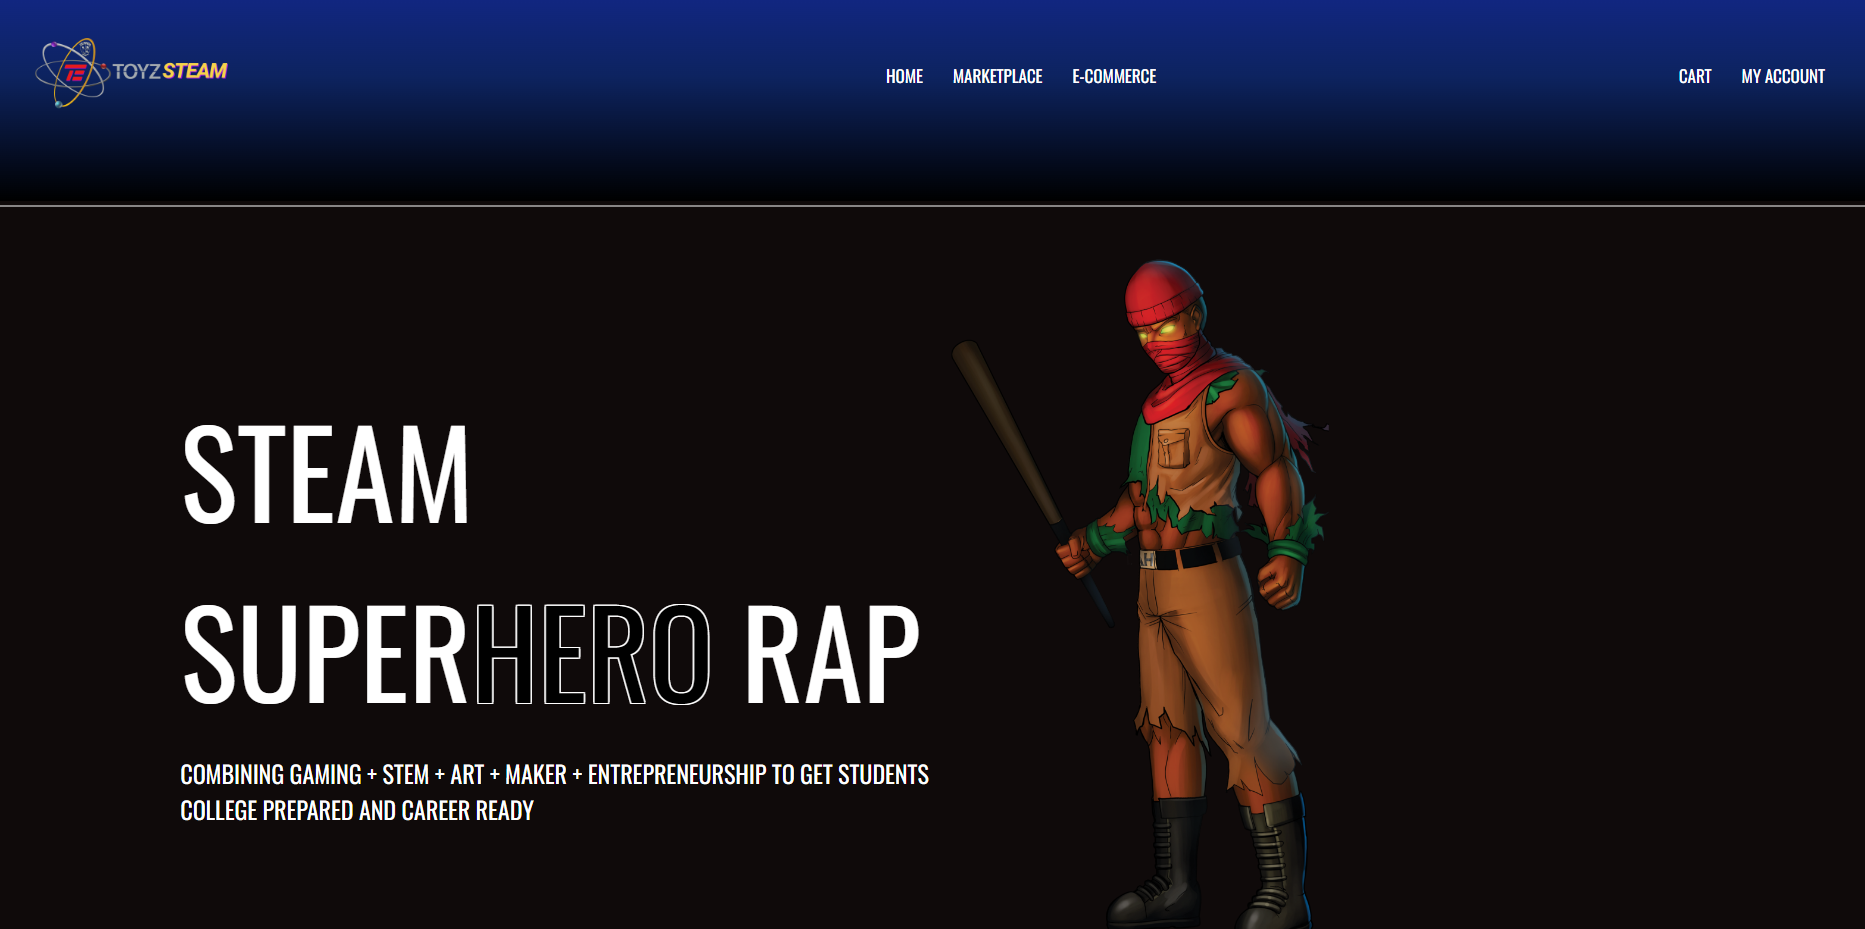 TOYZ STEAM
HOME MARKETPLACE E-COMMERCE
CART MY ACCOUNT
STEAM
SUPERHERO RAP
COMBINING GAMING + STEM + ART + MAKER + ENTREPRENEURSHIP TO GET STUDENTS
COLLEGE PREPARED AND CAREER READY